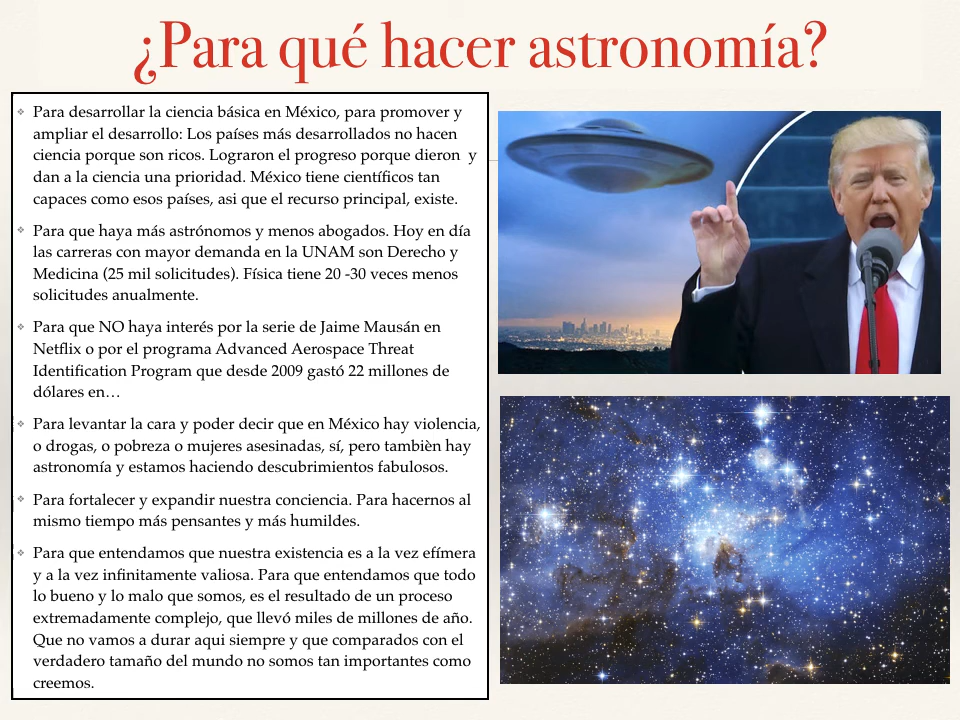 ¿Para qué hacer astronomía?
Para desarrollar la ciencia básica en México, para promover y
ampliar el desarrollo: Los países más desarrollados no hacen
ciencia porque son ricos. Lograron el progreso porque dieron y
dan a la ciencia una prioridad. México tiene científicos tan
capaces como esos países, asi que el recurso principal, existe.
Para que haya más astrónomos y menos abogados. Hoy en día
las carreras con mayor demanda en la UNAM son Derecho y
Medicina (25 mil solicitudes). Física tiene 20 -30 veces menos
solicitudes anualmente.
Para que NO haya interés por la serie de Jaime Mausán en
Netflix o por el programa Advanced Aerospace Threat
Identification Program que desde 2009 gastó 22 millones de
dólares en…
Para levantar la cara y poder decir que en México hay violencia,
o drogas, o pobreza o mujeres asesinadas, sí, pero tambièn hay
astronomía y estamos haciendo descubrimientos fabulosos.
Para fortalecer y expandir nuestra conciencia. Para hacernos al
mismo tiempo más pensantes y más humildes.
Para que entendamos que nuestra existencia es a la vez efímera
y a la vez infinitamente valiosa. Para que entendamos que todo
lo bueno y lo malo que somos, es el resultado de un proceso
extremadamente complejo, que llevó miles de millones de año.
Que no vamos a durar aqui siempre y que comparados con el
verdadero tamaño del mundo no somos tan importantes como
creemos.